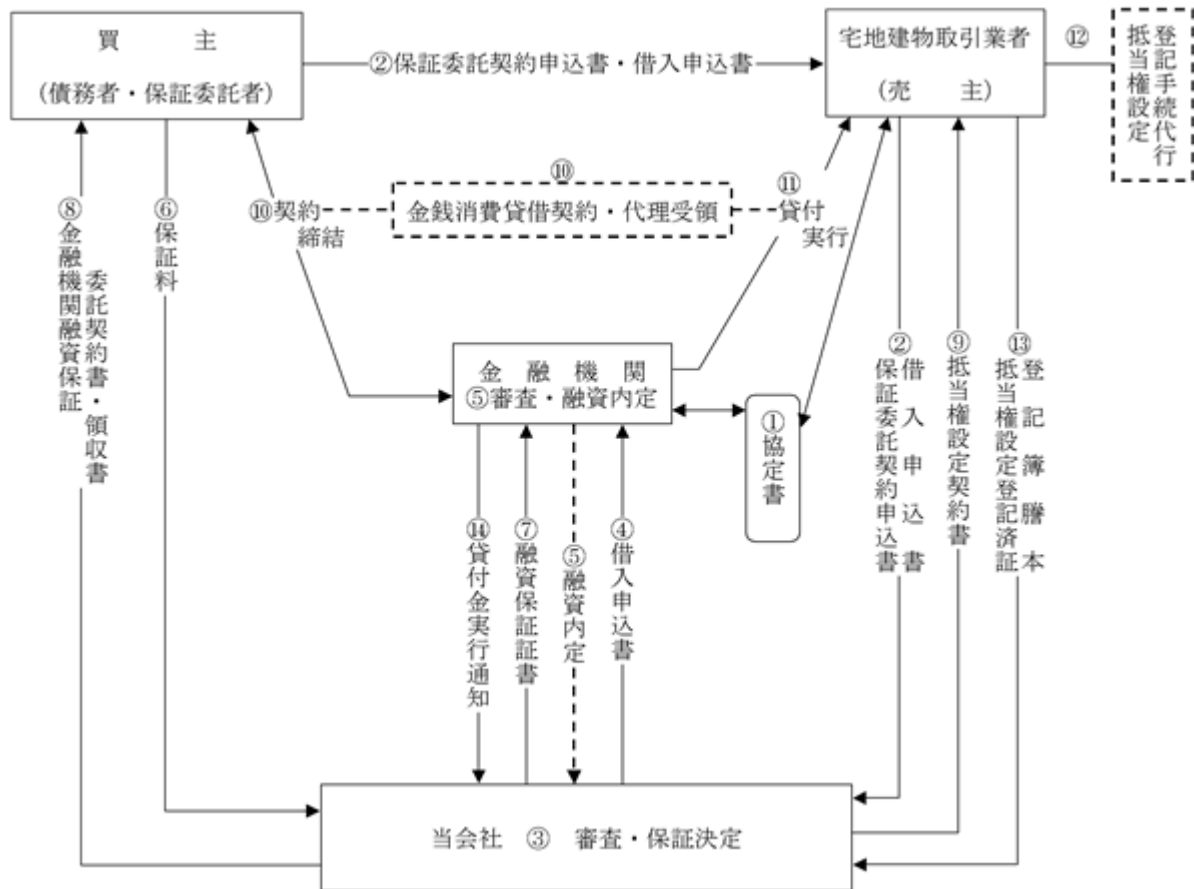 買 主
(債務者・保証委託者)
②保証委託契約申込書・借入申込書
宅地建物取引業者
(売 主)
⑫
登記手続代行
抵当権設定
⑩
金銭消費貸借契約・代理受領
⑩契約
締結
⑪
貸付
実行
⑧金融機関融資保証
委託契約書・領収書
⑥保証料
金 融 機 関
⑤審査・融資内定
①協定書
②借入申込書
保証委託契約申込書
⑨抵当権設定契約書
⑬登記簿謄本
抵当権設定登記済証
⑭貸付金実行通知
⑦融資保証証書
⑤融資内定
④借入申込書
当会社 ③ 審査・保証決定